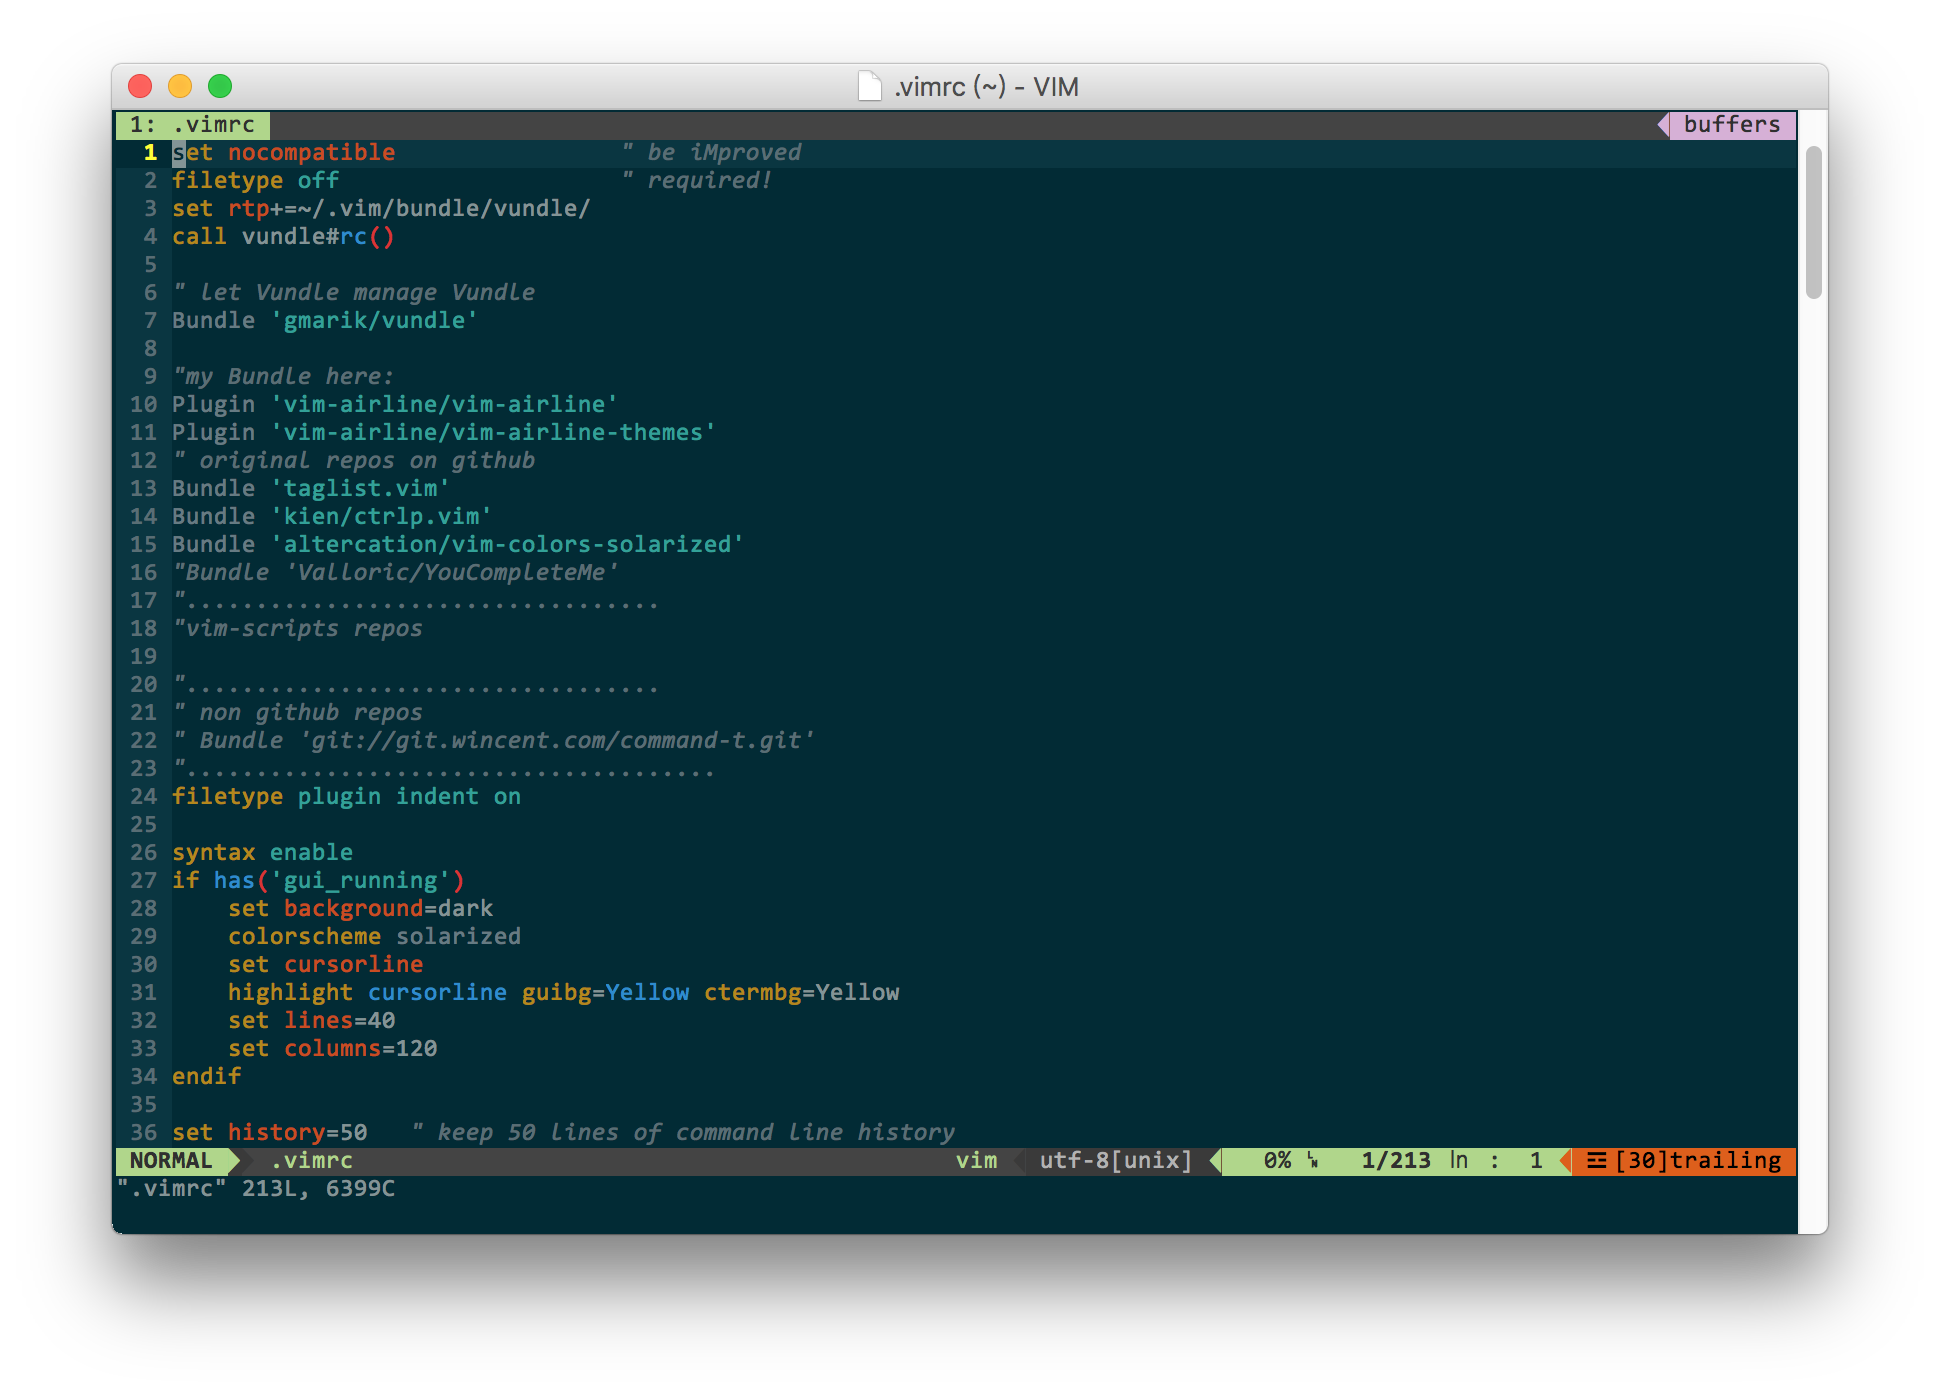 .vimrc (~) - VIM
1: .vimrc buffers
1 set nocompatible                " be iMproved
2 filetype off                    " required!
3 set rtp+=~/.vim/bundle/vundle/
4 call vundle#rc()
5
6 " let Vundle manage Vundle
7 Bundle 'gmarik/vundle'
8
9 "my Bundle here:
10 Plugin 'vim-airline/vim-airline'
11 Plugin 'vim-airline/vim-airline-themes'
12 " original repos on github
13 Bundle 'taglist.vim'
14 Bundle 'kien/ctrlp.vim'
15 Bundle 'altercation/vim-colors-solarized'
16 "Bundle 'Valloric/YouCompleteMe'
17 "..................................
18 "vim-scripts repos
19
20 "..................................
21 " non github repos
22 " Bundle 'git://git.wincent.com/command-t.git'
23 "......................................
24 filetype plugin indent on
25
26 syntax enable
27 if has('gui_running')
28     set background=dark
29     colorscheme solarized
30     set cursorline
31     highlight cursorline guibg=Yellow ctermbg=Yellow
32     set lines=40
33     set columns=120
34 endif
35
36 set history=50   " keep 50 lines of command line history
NORMAL .vimrc vim utf-8[unix] 0% ␤ 1/213 ln : 1 ☲ [30]trailing
".vimrc" 213L, 6399C